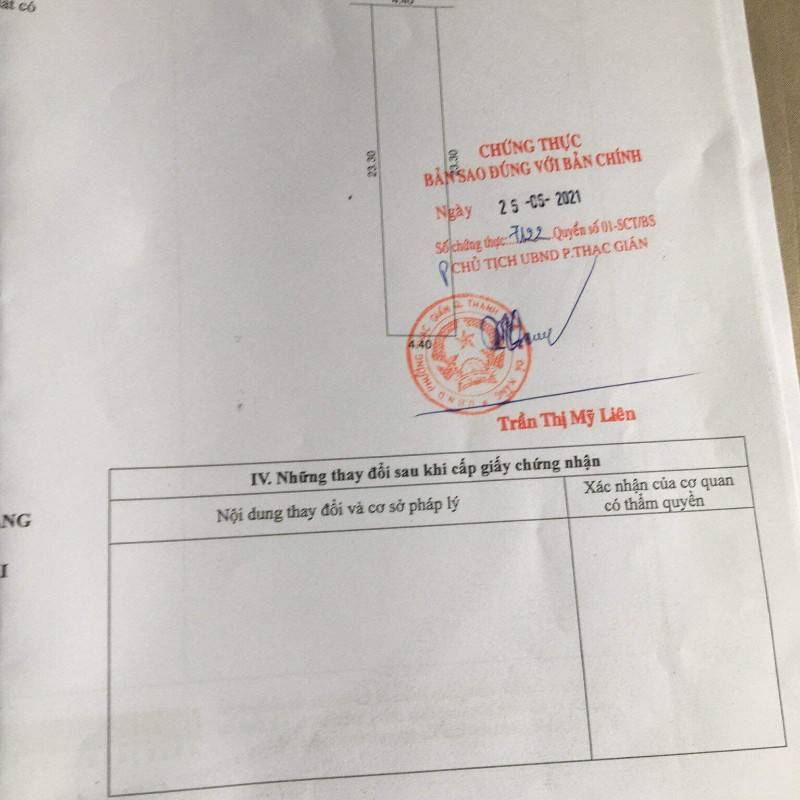 ất có
4.40
23.30
23.30
CHỨNG THỰC
BẢN SAO ĐÚNG VỚI BẢN CHÍNH
Ngày 25 -05- 2021
Số chứng thực: 7122 Quyển số 01-SCT/BS
CHỦ TỊCH UBND P.THẠC GIÁN
4.40
Trần Thị Mỹ Liên
IV. Những thay đổi sau khi cấp giấy chứng nhận
Nội dung thay đổi và cơ sở pháp lý
Xác nhận của cơ quan
có thẩm quyền
NG
I